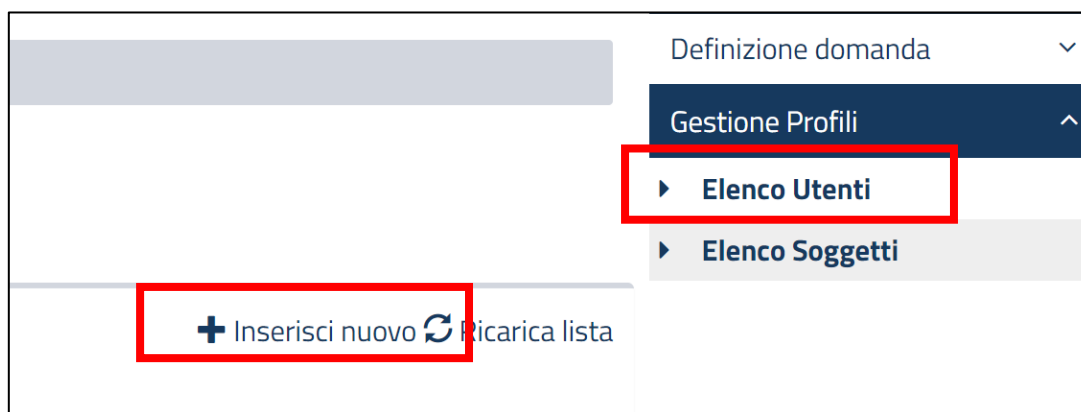 Definizione domanda
Gestione Profili
Elenco Utenti
Elenco Soggetti
Inserisci nuovo Ricarica lista